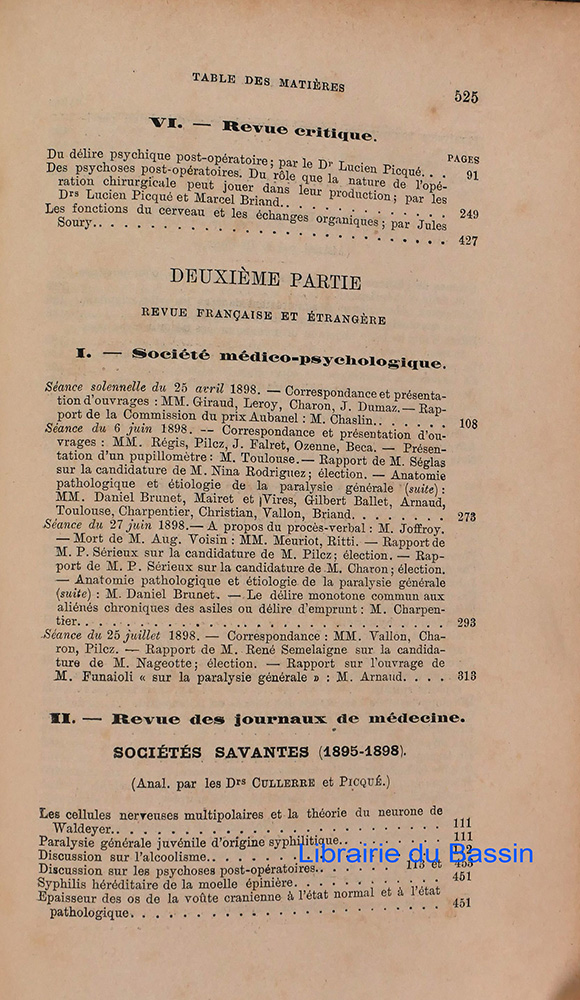 TABLE DES MATIÈRES
525
VI. — Revue critique.
PAGES
Du délire psychique post-opératoire; par le Dr Lucien Picqué. . . 91
Des psychoses post-opératoires. Du rôle que la nature de l'opé-
ration chirurgicale peut jouer dans leur production; par les
Drs Lucien Picqué et Marcel Briand. . . . . . . . . . . . 249
Les fonctions du cerveau et les échanges organiques; par Jules
Soury. . . . . . . . . . . . . . . . . . . . . . . . . . 427
DEUXIÈME PARTIE
REVUE FRANÇAISE ET ÉTRANGÈRE
I. — Société médico-psychologique.
Séance solennelle du 25 avril 1898. — Correspondance et présenta-
tion d'ouvrages : MM. Giraud, Leroy, Charon, J. Dumaz. — Rap-
port de la Commission du prix Aubanel : M. Chaslin. . . . . . . 108
Séance du 6 juin 1898. — Correspondance et présentation d'ou-
vrages : MM. Régis, Pilcz, J. Falret, Ozenne, Beca. — Présen-
tation d'un pupillomètre : M. Toulouse. — Rapport de M. Séglas
sur la candidature de M. Nina Rodriguez; élection. — Anatomie
pathologique et étiologie de la paralysie générale (suite) :
MM. Daniel Brunet, Mairet et Vires, Gilbert Ballet, Arnaud,
Toulouse, Charpentier, Christian, Vallon, Briand. . . . . . . . 273
Séance du 27 juin 1898. — A propos du procès-verbal : M. Joffroy.
— Mort de M. Aug. Voisin : MM. Meuriot, Ritti. — Rapport de
M. P. Sérieux sur la candidature de M. Pilcz; élection. — Rap-
port de M. P. Sérieux sur la candidature de M. Charon; élection.
— Anatomie pathologique et étiologie de la paralysie générale
(suite) : M. Daniel Brunet. — Le délire monotone commun aux
aliénés chroniques des asiles ou délire d'emprunt : M. Charpen-
tier. . . . . . . . . . . . . . . . . . . . . . . . . . 293
Séance du 25 juillet 1898. — Correspondance : MM. Vallon, Cha-
ron, Pilcz. — Rapport de M. René Semelaigne sur la candida-
ture de M. Nageotte; élection. — Rapport sur l'ouvrage de
M. Funaioli « sur la paralysie générale » : M. Arnaud. . . . 313
II. — Revue des journaux de médecine.
SOCIÉTÉS SAVANTES (1895-1898).
(Anal. par les Drs CULLERRE et PICQUÉ.)
Les cellules nerveuses multipolaires et la théorie du neurone de
Waldeyer. . . . . . . . . . . . . . . . . . . . . . . . 111
Paralysie générale juvénile d'origine syphilitique. . . . . . . . 111
Discussion sur l'alcoolisme. . . . . . . . . .
Discussion sur les psychoses post-opératoires. . . . . . . 113 et 453
Syphilis héréditaire de la moelle épinière. . . . . . . . . . . 451
Epaisseur des os de la voûte cranienne à l'état normal et à l'état
pathologique. . . . . . . . . . . . . . . . . . . . . . 451
Librairie du Bassin